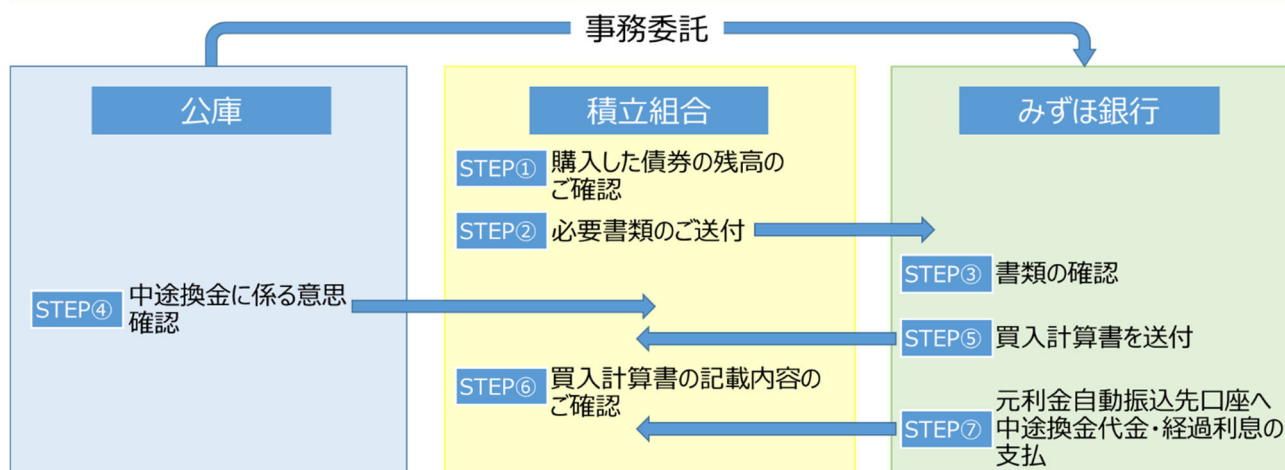 事務委託
公庫
積立組合
みずほ銀行
STEP①
購入した債券の残高の
ご確認
STEP②
必要書類のご送付
STEP③
書類の確認
STEP④
中途換金に係る意思
確認
STEP⑤
買入計算書を送付
STEP⑥
買入計算書の記載内容の
ご確認
STEP⑦
元利金自動振込先口座へ
中途換金代金・経過利息の
支払